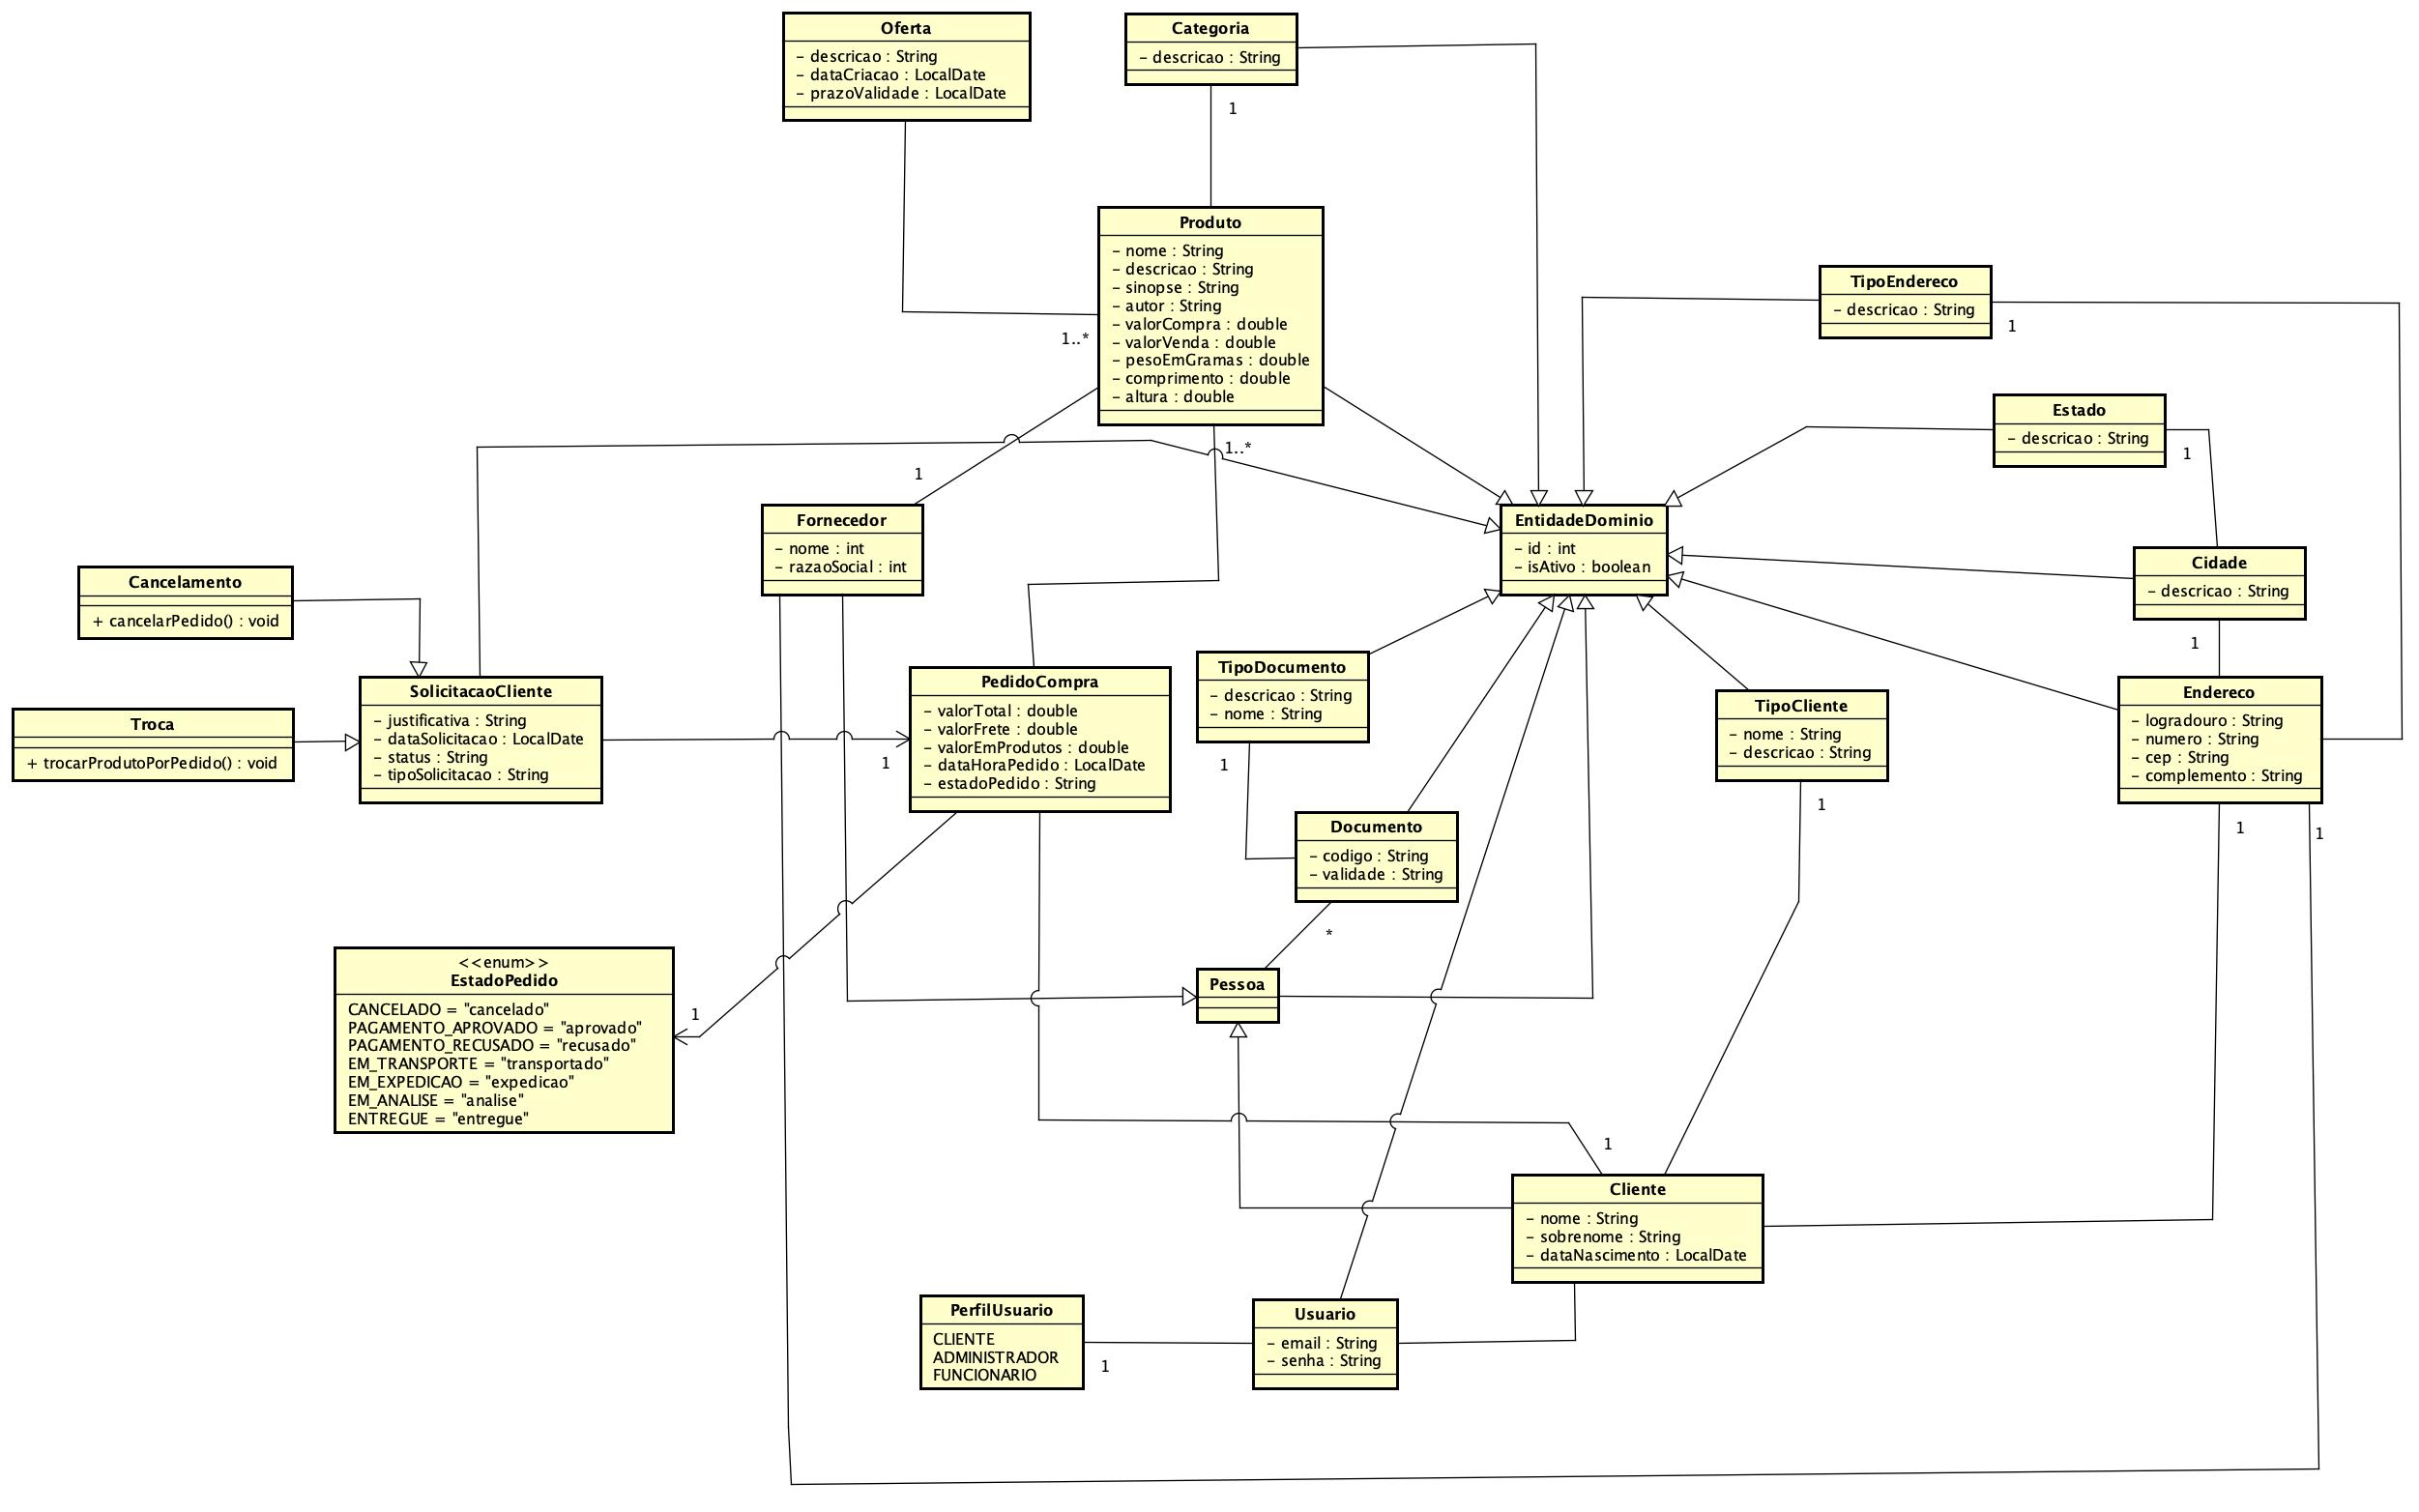 Oferta
– descricao : String
– dataCriacao : LocalDate
– prazoValidade : LocalDate
Categoria
– descricao : String
1
Produto
– nome : String
– descricao : String
– sinopse : String
– autor : String
– valorCompra : double
– valorVenda : double
– pesoEmGramas : double
– comprimento : double
– altura : double
1..*
1..*
1
TipoEndereco
– descricao : String
1
Estado
– descricao : String
1
Fornecedor
– nome : int
– razaoSocial : int
EntidadeDominio
– id : int
– isAtivo : boolean
Cidade
– descricao : String
1
Cancelamento
+ cancelarPedido() : void
Troca
+ trocarProdutoPorPedido() : void
SolicitacaoCliente
– justificativa : String
– dataSolicitacao : LocalDate
– status : String
– tipoSolicitacao : String
1
PedidoCompra
– valorTotal : double
– valorFrete : double
– valorEmProdutos : double
– dataHoraPedido : LocalDate
– estadoPedido : String
TipoDocumento
– descricao : String
– nome : String
1
TipoCliente
– nome : String
– descricao : String
1
Endereco
– logradouro : String
– numero : String
– cep : String
– complemento : String
1
1
Documento
– codigo : String
– validade : String
*
Pessoa
<<enum>>
EstadoPedido
CANCELADO = "cancelado"
PAGAMENTO_APROVADO = "aprovado"
PAGAMENTO_RECUSADO = "recusado"
EM_TRANSPORTE = "transportado"
EM_EXPEDICAO = "expedicao"
EM_ANALISE = "analise"
ENTREGUE = "entregue"
1
1
Cliente
– nome : String
– sobrenome : String
– dataNascimento : LocalDate
PerfilUsuario
CLIENTE
ADMINISTRADOR
FUNCIONARIO
1
Usuario
– email : String
– senha : String